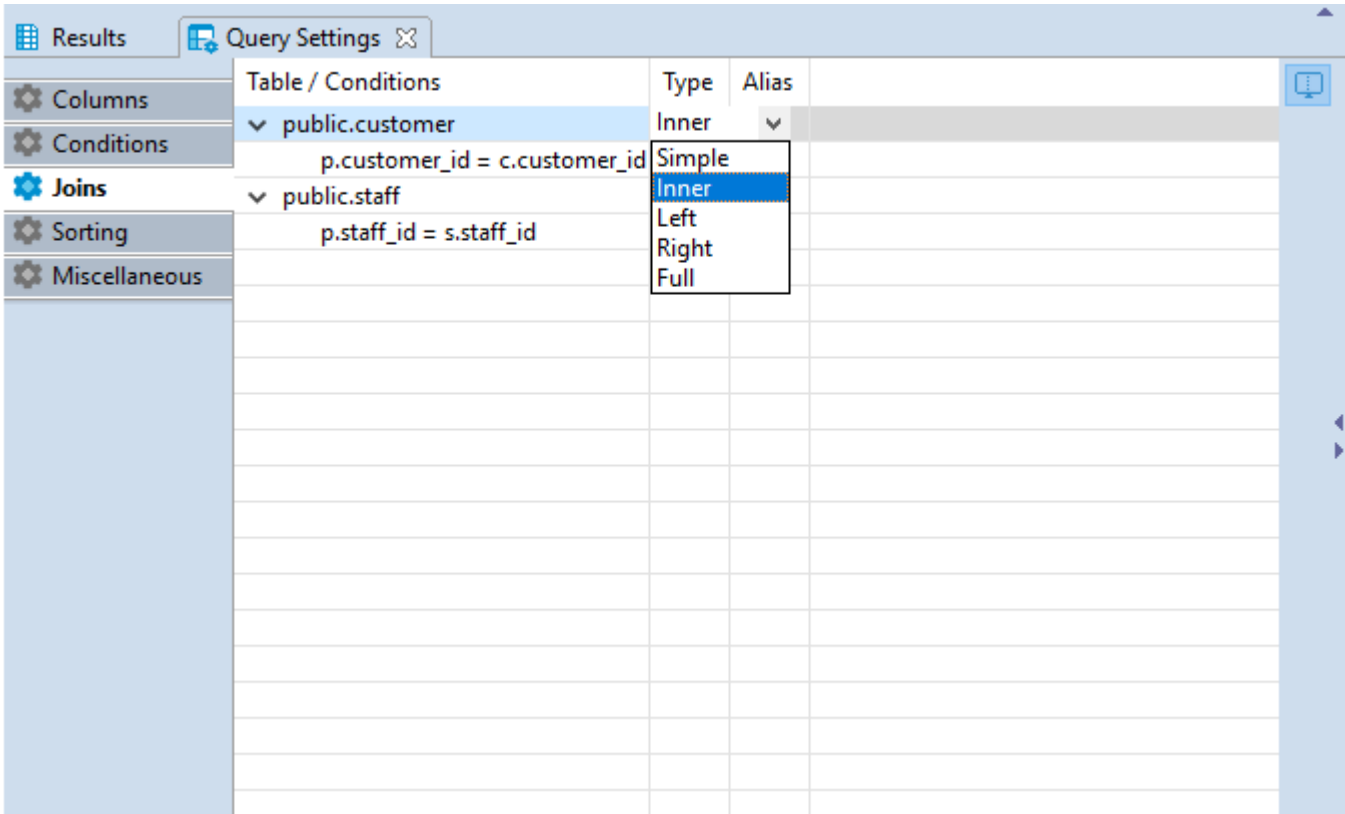 Results Query Settings
Columns
Conditions
Joins
Sorting
Miscellaneous
Table / Conditions Type Alias
public.customer Inner
p.customer_id = c.customer_id
public.staff
p.staff_id = s.staff_id
Simple
Inner
Left
Right
Full